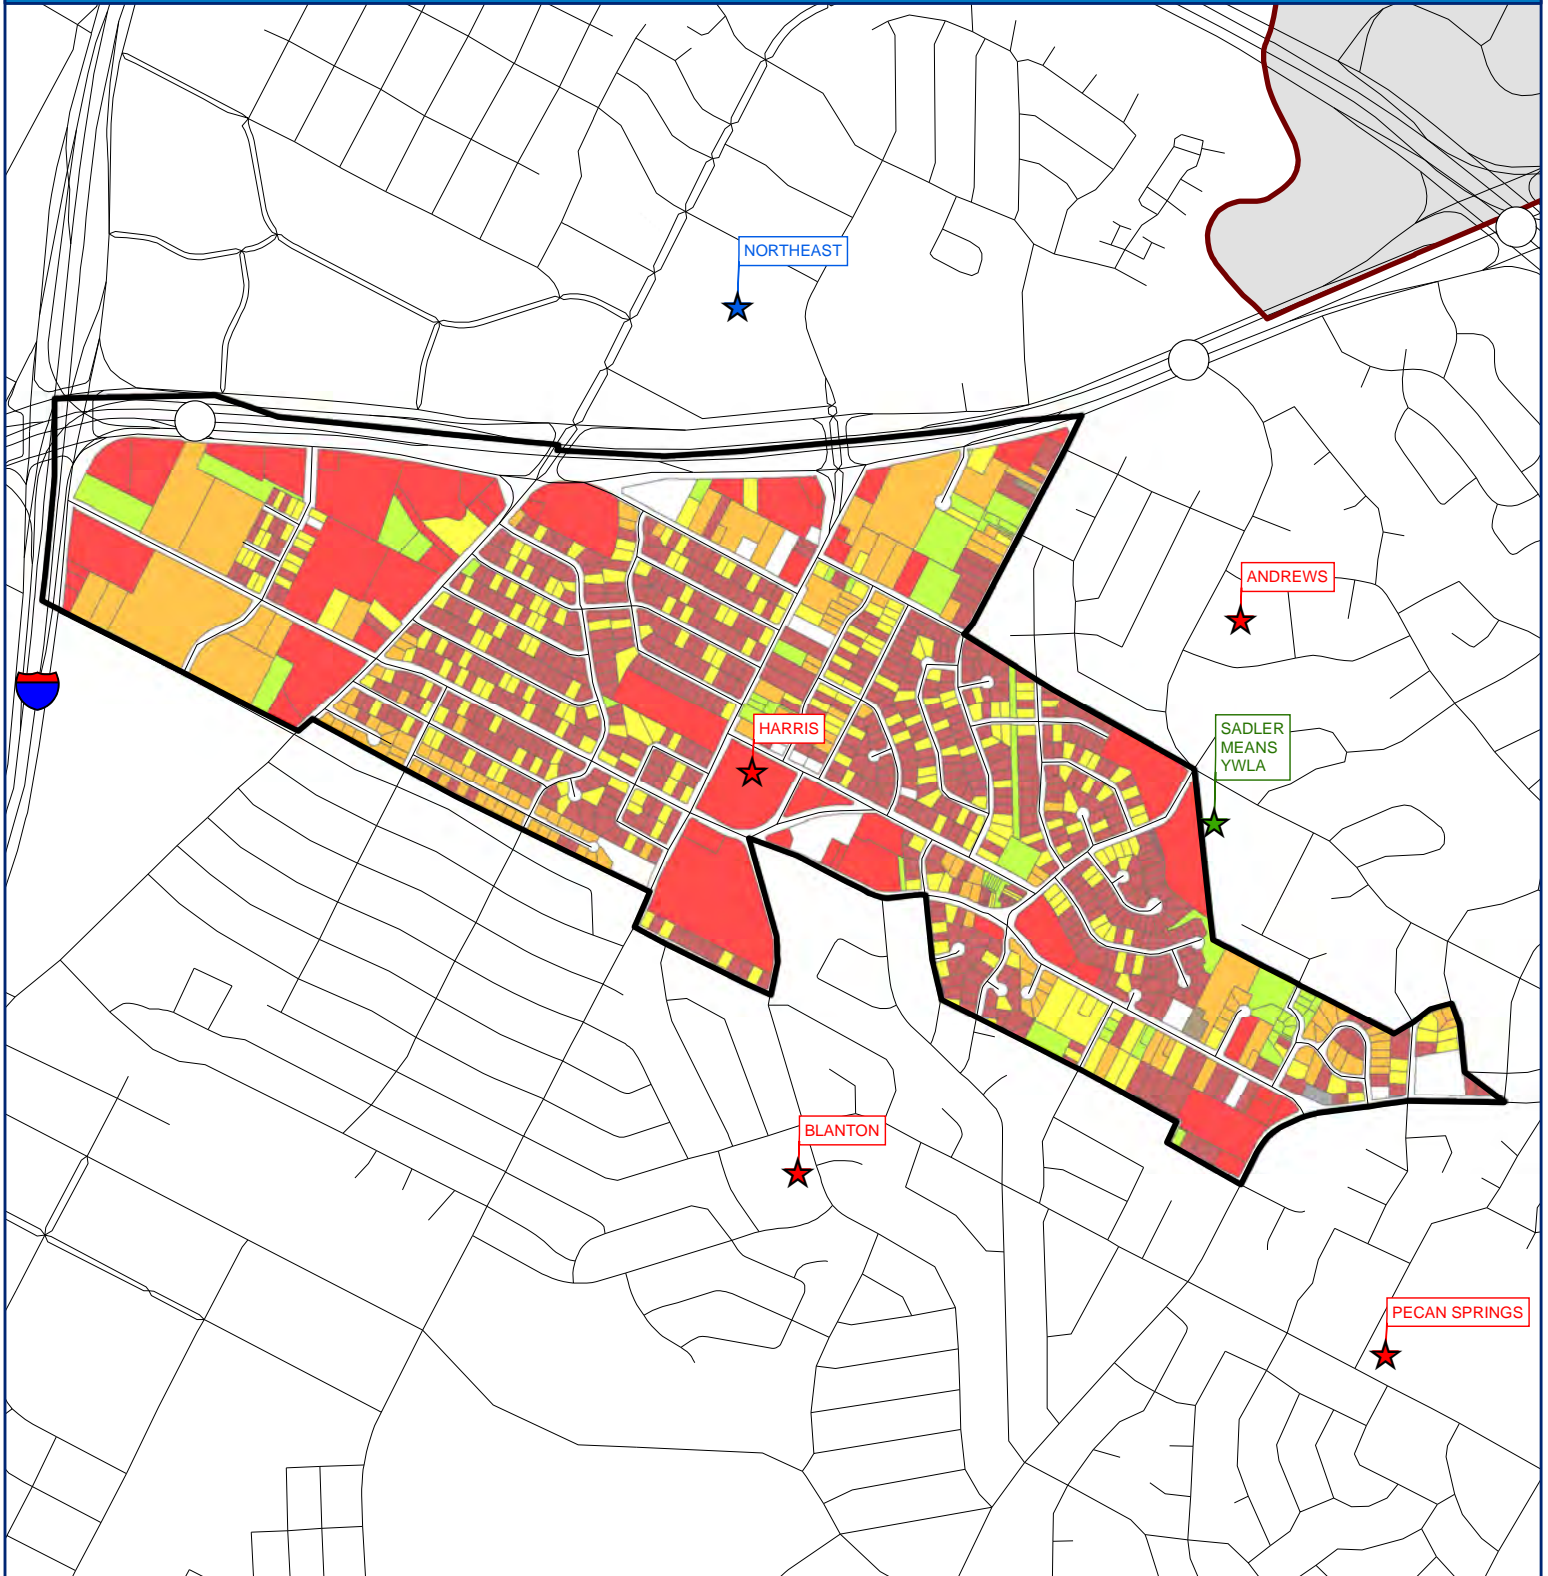 NORTHEAST
ANDREWS
SADLER
MEANS
YWLA
HARRIS
BLANTON
PECAN SPRINGS